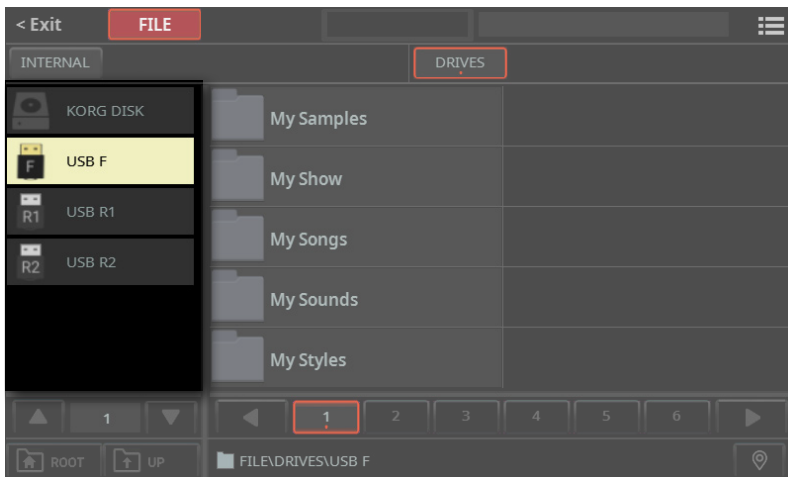 < Exit FILE
INTERNAL DRIVES
KORG DISK
F USB F
R1 USB R1
R2 USB R2
My Samples
My Show
My Songs
My Sounds
My Styles
1 1 2 3 4 5 6
ROOT UP FILE\DRIVES\USB F